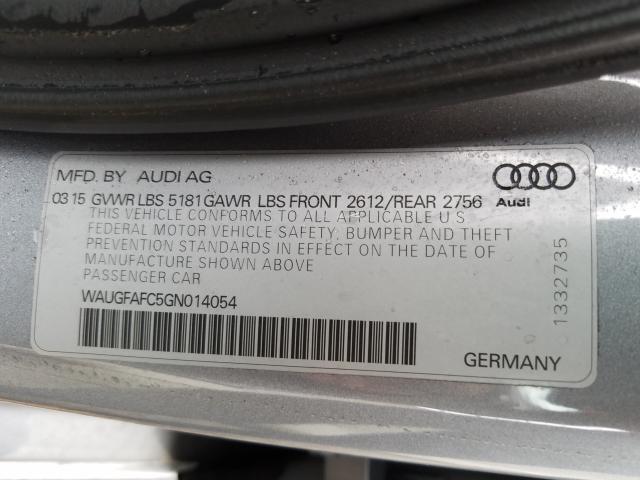 MFD. BY AUDI AG
03 15 GVWR LBS 5181 GAWR LBS FRONT 2612/REAR 2756
Audi
THIS VEHICLE CONFORMS TO ALL APPLICABLE U S
FEDERAL MOTOR VEHICLE SAFETY, BUMPER AND THEFT
PREVENTION STANDARDS IN EFFECT ON THE DATE OF
MANUFACTURE SHOWN ABOVE
PASSENGER CAR
WAUGFAFC5GN014054
GERMANY
1332735